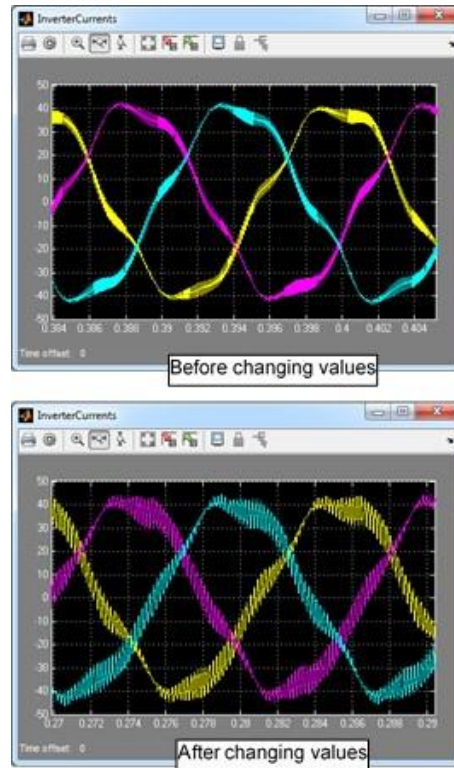 InverterCurrents
50
40
30
20
10
0
-10
-20
-30
-40
-50
0.384 0.386 0.388 0.39 0.392 0.394 0.396 0.398 0.4 0.402 0.404
Time offset: 0
Before changing values
InverterCurrents
50
40
30
20
10
0
-10
-20
-30
-40
-50
0.27 0.272 0.274 0.276 0.278 0.28 0.282 0.284 0.286 0.288 0.29
Time offset: 0
After changing values